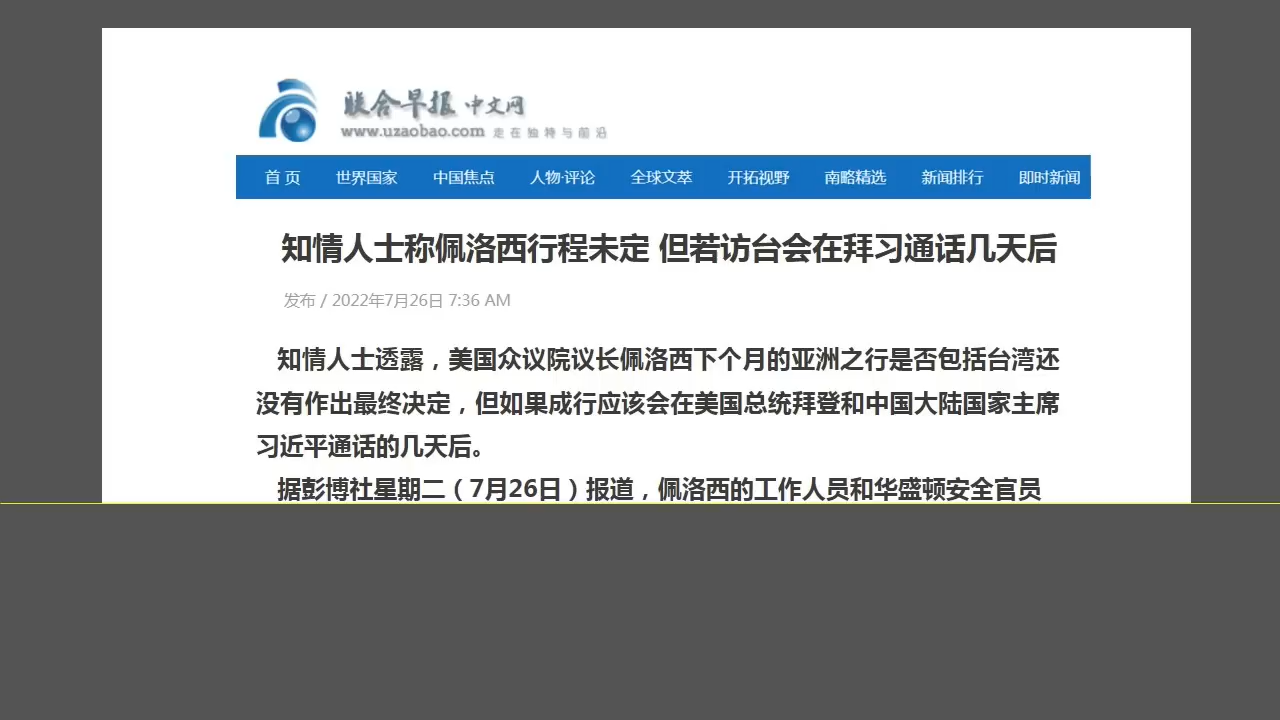 联合早报 中文网
www.uzaobao.com 走在独特与前沿
首 页 世界国家 中国焦点 人物·评论 全球文萃 开拓视野 南略精选 新闻排行 即时新闻
知情人士称佩洛西行程未定 但若访台会在拜习通话几天后
发布 / 2022年7月26日 7:36 AM
知情人士透露，美国众议院议长佩洛西下个月的亚洲之行是否包括台湾还
没有作出最终决定，但如果成行应该会在美国总统拜登和中国大陆国家主席
习近平通话的几天后。
据彭博社星期二（7月26日）报道，佩洛西的工作人员和华盛顿安全官员